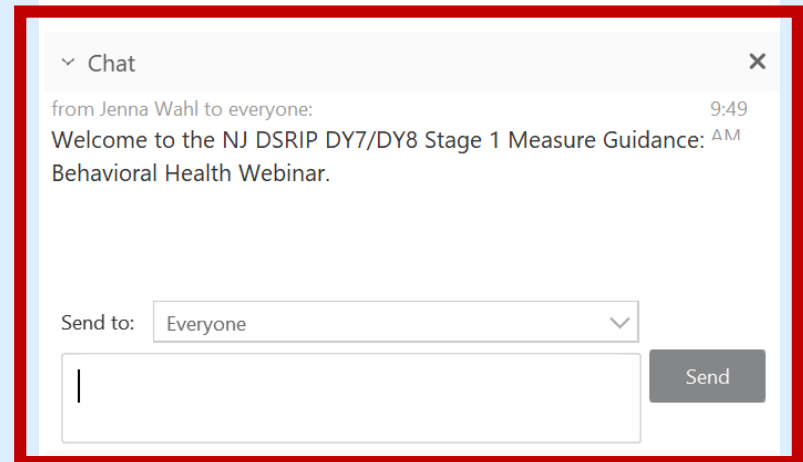 Chat
from Jenna Wahl to everyone: 9:49 AM
Welcome to the NJ DSRIP DY7/DY8 Stage 1 Measure Guidance:
Behavioral Health Webinar.
Send to: Everyone
Send